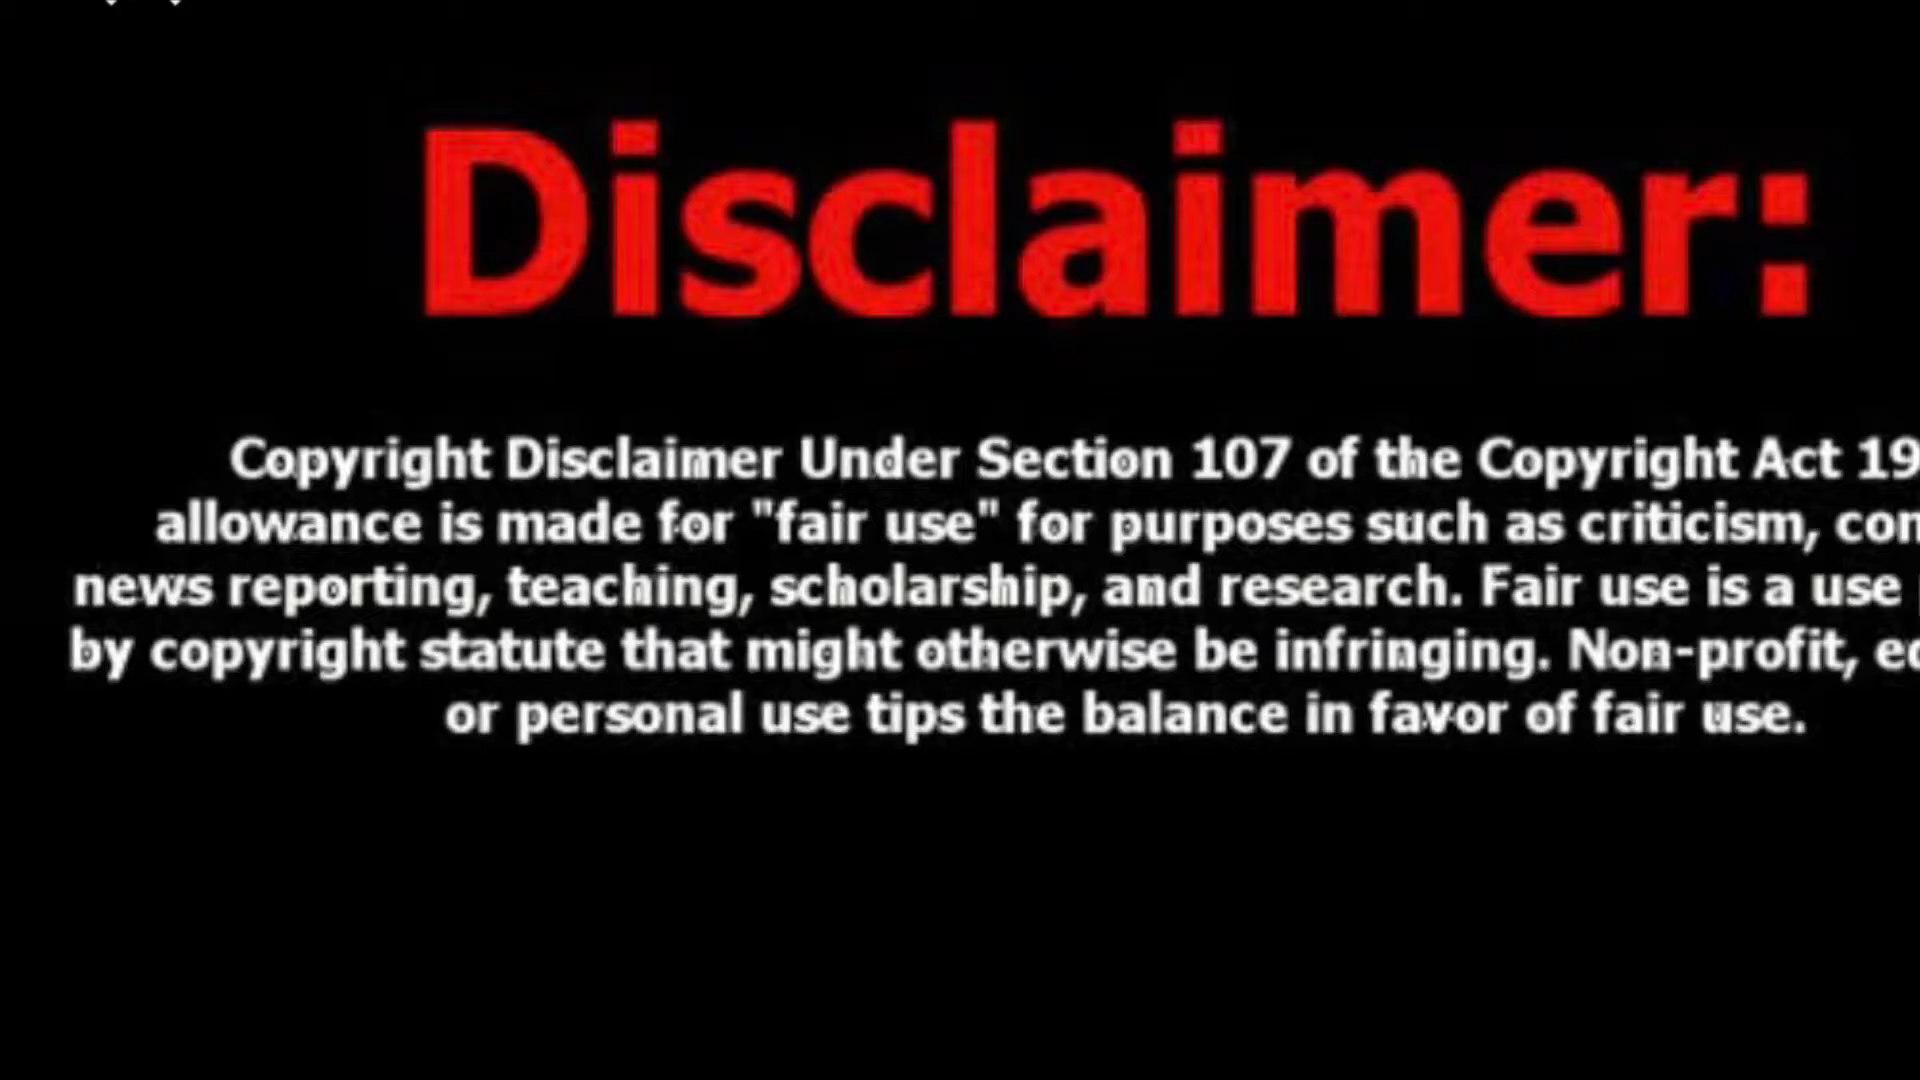 Disclaimer:
Copyright Disclaimer Under Section 107 of the Copyright Act 19
allowance is made for "fair use" for purposes such as criticism,
news reporting, teaching, scholarship, and research. Fair use is a use
by copyright statute that might otherwise be infringing. Non-profit,
or personal use tips the balance in favor of fair use.